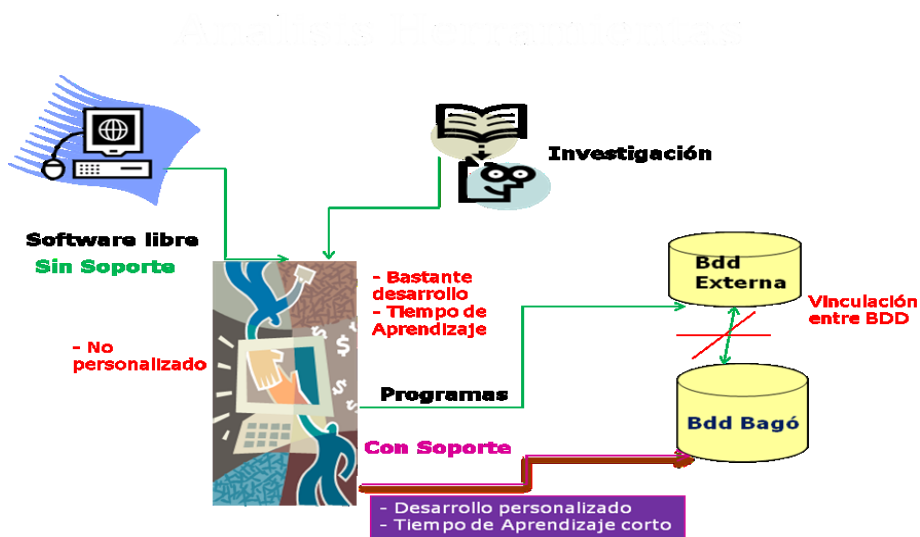 Investigación
Software libre
Sin Soporte
- Bastante
desarrollo
- Tiempo de
Aprendizaje
Bdd
Externa
Vinculación
entre BDD
- No
personalizado
Programas
Bdd Bagó
Con Soporte
- Desarrollo personalizado
- Tiempo de Aprendizaje corto